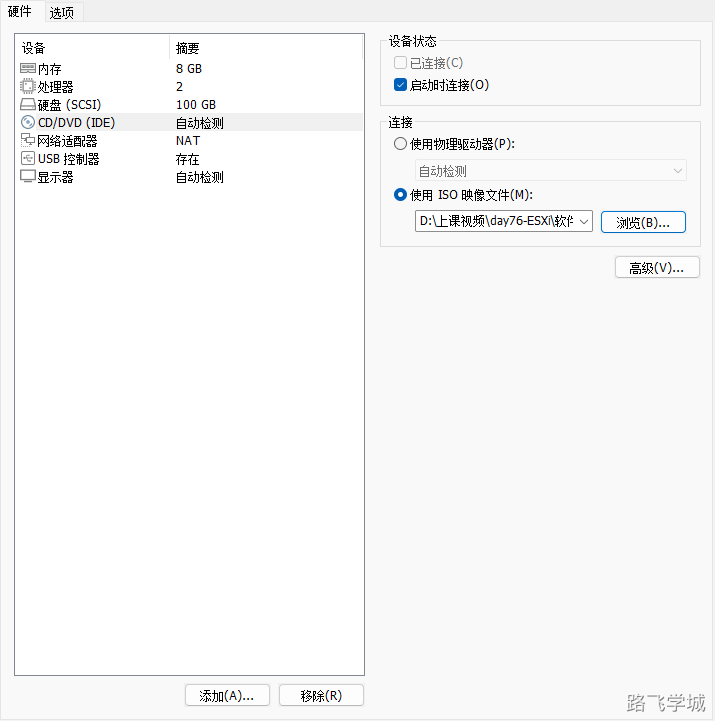 硬件 选项
设备 摘要
内存 8 GB
处理器 2
硬盘 (SCSI) 100 GB
CD/DVD (IDE) 自动检测
网络适配器 NAT
USB 控制器 存在
显示器 自动检测
添加(A)... 移除(R)
设备状态
已连接(C)
启动时连接(O)
连接
使用物理驱动器(P):
自动检测
使用 ISO 映像文件(M):
D:\上课视频\day76-ESXi\软件 浏览(B)...
高级(V)...
路飞学城